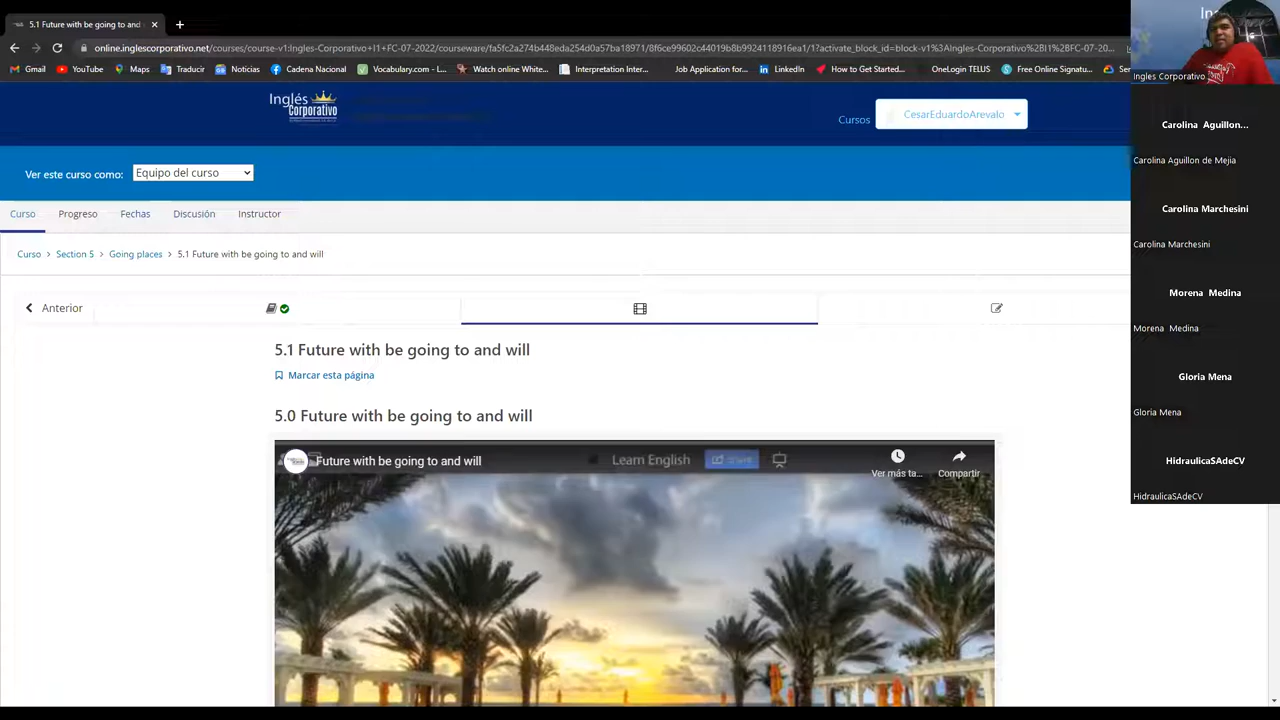 5.1 Future with be going to and
online.inglescorporativo.net/courses/course-v1:Ingles-Corporativo+I1+FC-07-2022/courseware/fa5fc2a274b448eda254d0a57ba18971/8f6ce99602c44019b8b9924118916ea1/1?activate_block_id=block-v1%3AIngles-Corporativo%2BI1%2BFC-07-20...
Gmail YouTube Maps Traducir Noticias Cadena Nacional Vocabulary.com - L... Watch online White... Interpretation Inter... Job Application for... LinkedIn How to Get Started... OneLogin TELUS Free Online Signatu... Ser
Inglés Corporativo
Cursos
CesarEduardoArevalo
Ver este curso como:
Equipo del curso
Curso Progreso Fechas Discusión Instructor
Curso > Section 5 > Going places > 5.1 Future with be going to and will
Anterior
5.1 Future with be going to and will
Marcar esta página
5.0 Future with be going to and will
Future with be going to and will
Learn English
Share
Ver más ta...
Compartir
Ingles Corporativo
Carolina Aguillon...
Carolina Aguillon de Mejia
Carolina Marchesini
Carolina Marchesini
Morena Medina
Morena Medina
Gloria Mena
Gloria Mena
HidraulicaSAdeCV
HidraulicaSAdeCV